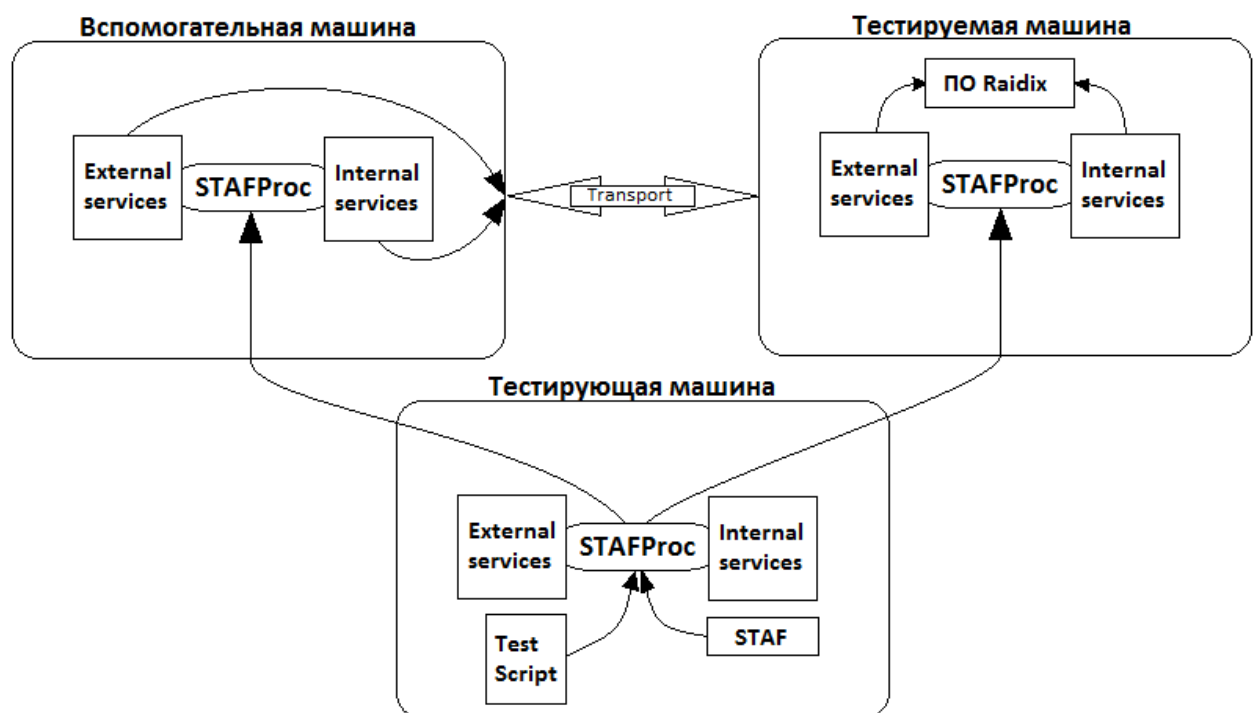 Вспомогательная машина
Тестируемая машина
ПО Raidix
External
services
STAFProc
Internal
services
Transport
External
services
STAFProc
Internal
services
Тестирующая машина
External
services
STAFProc
Internal
services
Test
Script
STAF